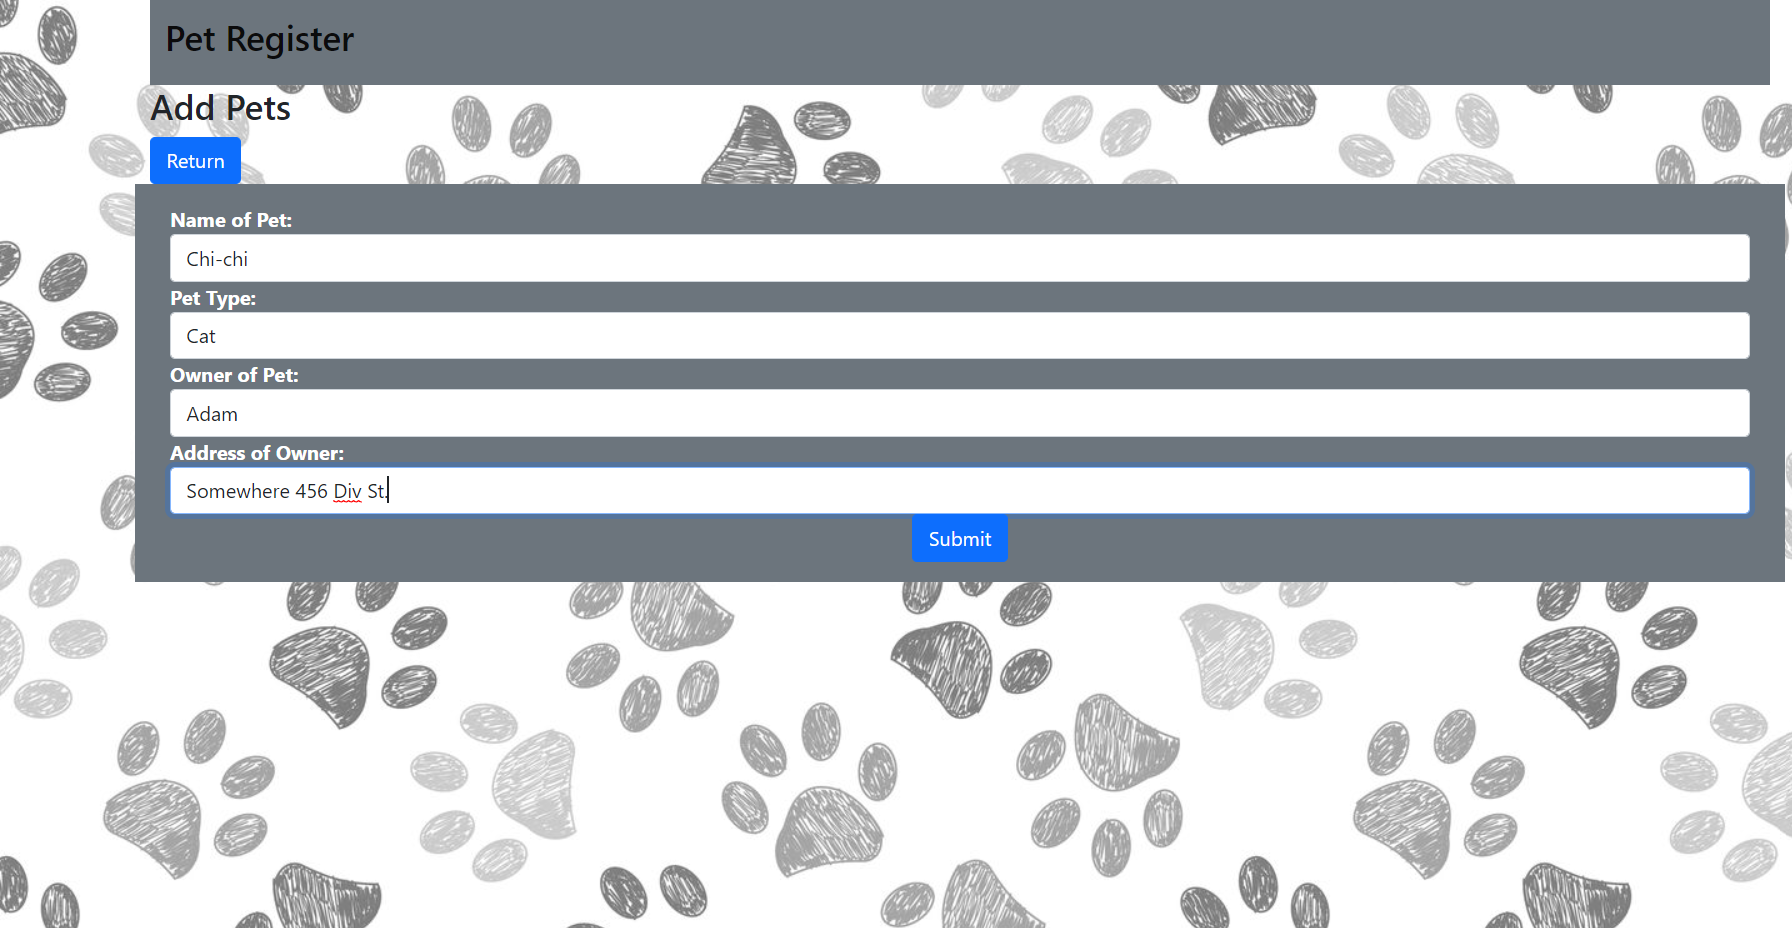 Pet Register
Add Pets
Return
Name of Pet:
Chi-chi
Pet Type:
Cat
Owner of Pet:
Adam
Address of Owner:
Somewhere 456 Div St.
Submit